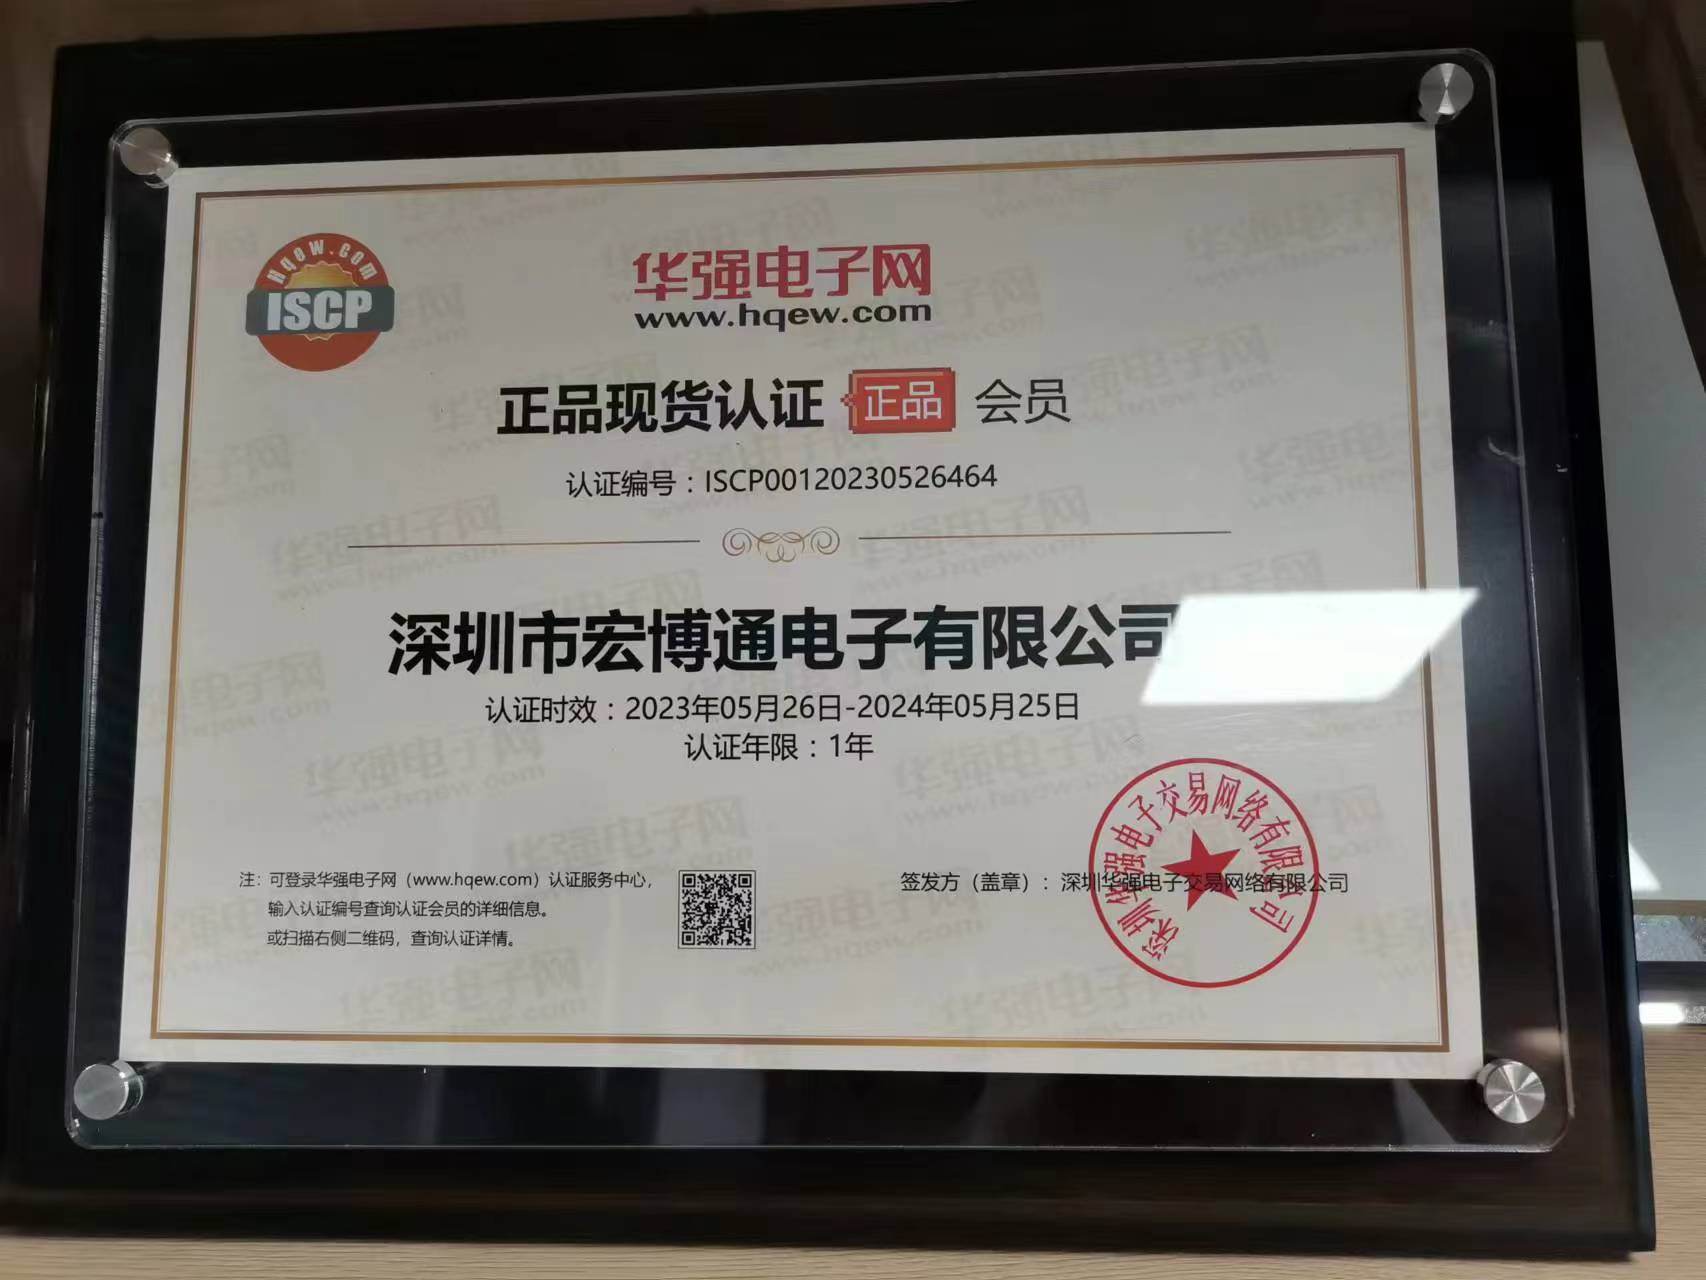 Hqew.com
ISCP
华强电子网
www.hqew.com
正品现货认证 正品 会员
认证编号：ISCP00120230526464
深圳市宏博通电子有限公司
认证时效：2023年05月26日-2024年05月25日
认证年限：1年
注：可登录华强电子网（www.hqew.com）认证服务中心，
输入认证编号查询认证会员的详细信息。
或扫描右侧二维码，查询认证详情。
签发方（盖章）：深圳华强电子交易网络有限公司
深圳华强电子交易网络有限公司